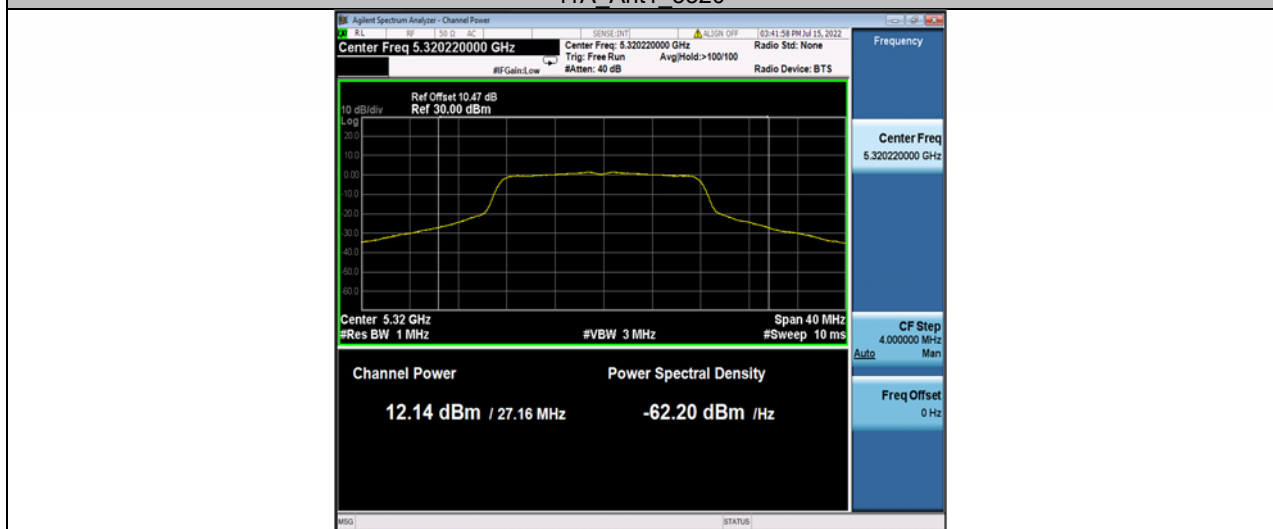 11A_Ant1_5320
Agilent Spectrum Analyzer - Channel Power
RL RF 50 Ω AC SENSE:INT ALIGN OFF 03:41:58 PM Jul 15, 2022
Center Freq 5.320220000 GHz
Center Freq: 5.320220000 GHz Radio Std: None
Trig: Free Run Avg|Hold:>100/100
#IFGain:Low #Atten: 40 dB Radio Device: BTS
Frequency
Ref Offset 10.47 dB
10 dB/div Ref 30.00 dBm
Log
20.0
10.0
0.00
-10.0
-20.0
-30.0
-40.0
-50.0
-60.0
Center 5.32 GHz Span 40 MHz
#Res BW 1 MHz #VBW 3 MHz #Sweep 10 ms
Channel Power Power Spectral Density
12.14 dBm / 27.16 MHz -62.20 dBm /Hz
Center Freq
5.320220000 GHz
CF Step
4.000000 MHz
Auto Man
Freq Offset
0 Hz
MSG STATUS